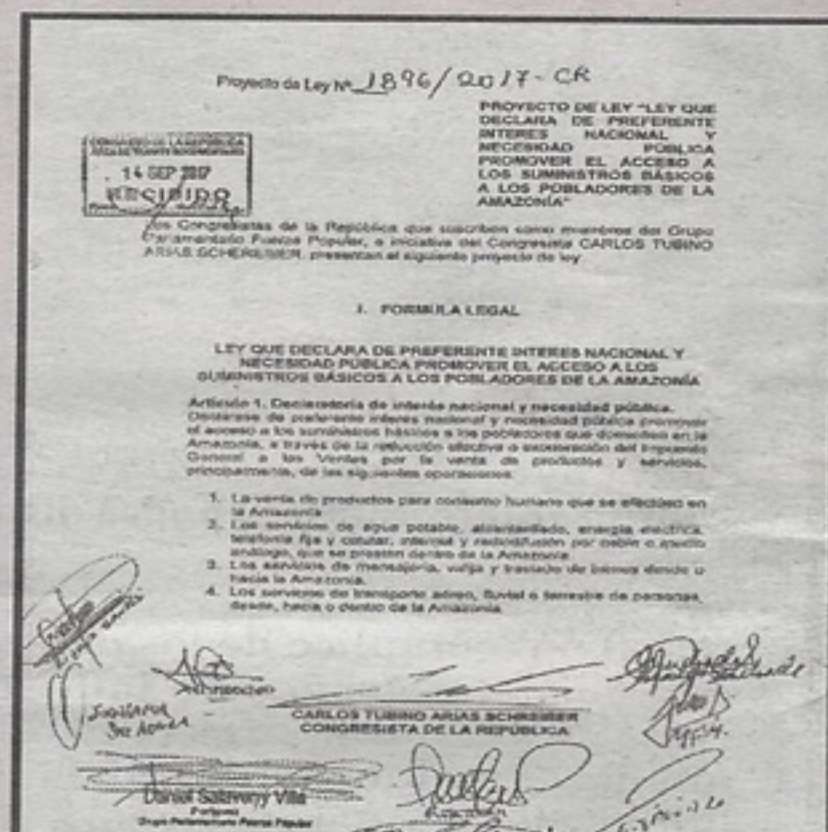 Proyecto de Ley Nº 1896/2017-CR
PROYECTO DE LEY "LEY QUE
DECLARA DE PREFERENTE
INTERES NACIONAL Y
NECESIDAD PÚBLICA
PROMOVER EL ACCESO A
LOS SUMINISTROS BÁSICOS
A LOS POBLADORES DE LA
AMAZONÍA"
CONGRESO DE LA REPÚBLICA
14 SEP 2017
RECIBIDO
Los Congresistas de la República que suscriben como miembros del Grupo
Parlamentario Fuerza Popular, a iniciativa del Congresista CARLOS TUBINO
ARIAS SCHEREIBER, presentan el siguiente proyecto de ley
I. FORMULA LEGAL
LEY QUE DECLARA DE PREFERENTE INTERES NACIONAL Y
NECESIDAD PÚBLICA PROMOVER EL ACCESO A LOS
SUMINISTROS BÁSICOS A LOS POBLADORES DE LA AMAZONÍA
Artículo 1. Declaratoria de interés nacional y necesidad pública.
Declárase de preferente interes nacional y necesidad pública promover
el acceso a los suministros básicos a los pobladores que domicilien en la
Amazonía, a través de la reducción efectiva o exoneración del Impuesto
General a las Ventas por la venta de productos y servicios,
principalmente, de las siguientes operaciones:
1. La venta de productos para consumo humano que se efectúen en
la Amazonía
2. Los servicios de agua potable, alcantarillado, energía eléctrica,
telefonía fija y celular, internet y radiodifusión por cable o medio
análogo, que se presten dentro de la Amazonía
3. Los servicios de mensajería, valija y traslado de bienes desde o
hacia la Amazonía.
4. Los servicios de transporte aéreo, fluvial o terrestre de personas,
desde, hacia o dentro de la Amazonía
CARLOS TUBINO ARIAS SCHREIBER
CONGRESISTA DE LA REPÚBLICA
Daniel Salaverry Villa
Portavoz
Grupo Parlamentario Fuerza Popular